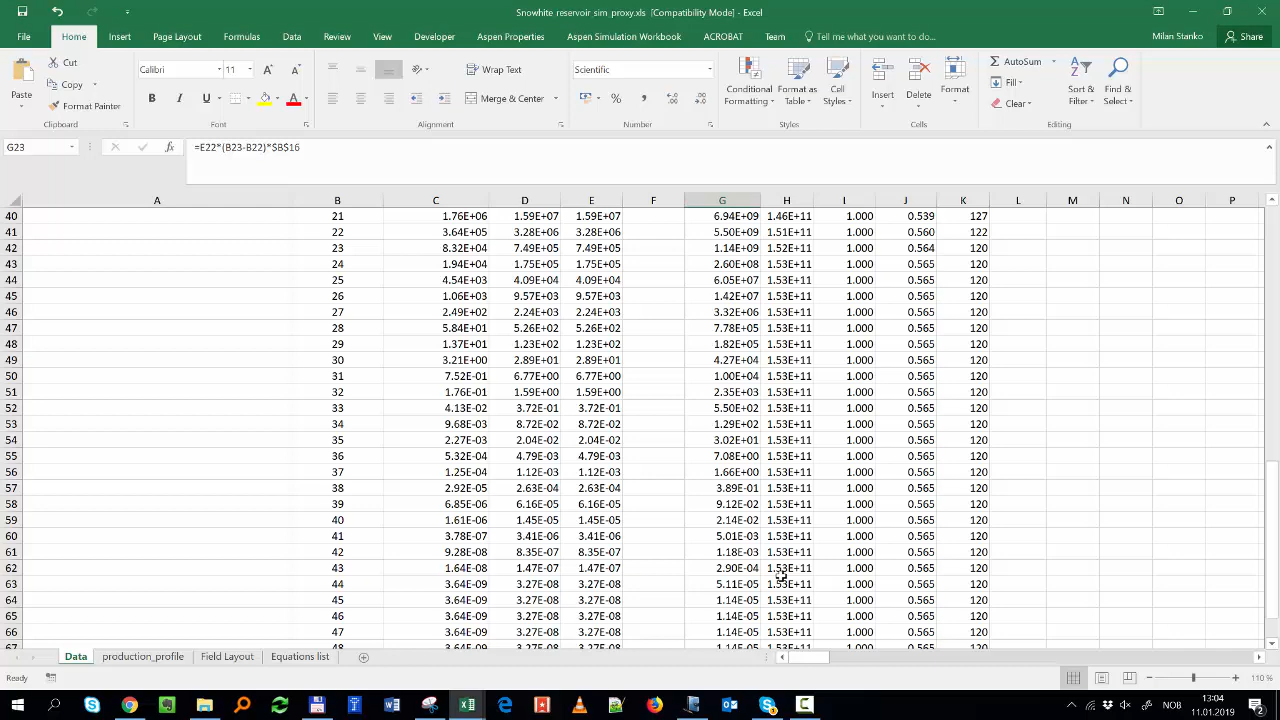 Snowhite reservoir_sim_proxy.xls [Compatibility Mode] - Excel
File Home Insert Page Layout Formulas Data Review View Developer Aspen Properties Aspen Simulation Workbook ACROBAT Team Tell me what you want to do... Milan Stanko Share
Paste Cut Copy Format Painter
Calibri 11 B I U A A A
Wrap Text Merge & Center
Scientific %
Conditional Formatting Format as Table Cell Styles
Insert Delete Format
AutoSum Fill Clear Sort & Filter Find & Select
Clipboard Font Alignment Number Styles Cells Editing
G23 fx =E22*(B23-B22)*$B$16
A B C D E F G H I J K L M N O P
40 21 1.76E+06 1.59E+07 1.59E+07 6.94E+09 1.46E+11 1.000 0.539 127
41 22 3.64E+05 3.28E+06 3.28E+06 5.50E+09 1.51E+11 1.000 0.560 122
42 23 8.32E+04 7.49E+05 7.49E+05 1.14E+09 1.52E+11 1.000 0.564 120
43 24 1.94E+04 1.75E+05 1.75E+05 2.60E+08 1.53E+11 1.000 0.565 120
44 25 4.54E+03 4.09E+04 4.09E+04 6.05E+07 1.53E+11 1.000 0.565 120
45 26 1.06E+03 9.57E+03 9.57E+03 1.42E+07 1.53E+11 1.000 0.565 120
46 27 2.49E+02 2.24E+03 2.24E+03 3.32E+06 1.53E+11 1.000 0.565 120
47 28 5.84E+01 5.26E+02 5.26E+02 7.78E+05 1.53E+11 1.000 0.565 120
48 29 1.37E+01 1.23E+02 1.23E+02 1.82E+05 1.53E+11 1.000 0.565 120
49 30 3.21E+00 2.89E+01 2.89E+01 4.27E+04 1.53E+11 1.000 0.565 120
50 31 7.52E-01 6.77E+00 6.77E+00 1.00E+04 1.53E+11 1.000 0.565 120
51 32 1.76E-01 1.59E+00 1.59E+00 2.35E+03 1.53E+11 1.000 0.565 120
52 33 4.13E-02 3.72E-01 3.72E-01 5.50E+02 1.53E+11 1.000 0.565 120
53 34 9.68E-03 8.72E-02 8.72E-02 1.29E+02 1.53E+11 1.000 0.565 120
54 35 2.27E-03 2.04E-02 2.04E-02 3.02E+01 1.53E+11 1.000 0.565 120
55 36 5.32E-04 4.79E-03 4.79E-03 7.08E+00 1.53E+11 1.000 0.565 120
56 37 1.25E-04 1.12E-03 1.12E-03 1.66E+00 1.53E+11 1.000 0.565 120
57 38 2.92E-05 2.63E-04 2.63E-04 3.89E-01 1.53E+11 1.000 0.565 120
58 39 6.85E-06 6.16E-05 6.16E-05 9.12E-02 1.53E+11 1.000 0.565 120
59 40 1.61E-06 1.45E-05 1.45E-05 2.14E-02 1.53E+11 1.000 0.565 120
60 41 3.78E-07 3.41E-06 3.41E-06 5.01E-03 1.53E+11 1.000 0.565 120
61 42 9.28E-08 8.35E-07 8.35E-07 1.18E-03 1.53E+11 1.000 0.565 120
62 43 1.64E-08 1.47E-07 1.47E-07 2.90E-04 1.53E+11 1.000 0.565 120
63 44 3.64E-09 3.27E-08 3.27E-08 5.11E-05 1.53E+11 1.000 0.565 120
64 45 3.64E-09 3.27E-08 3.27E-08 1.14E-05 1.53E+11 1.000 0.565 120
65 46 3.64E-09 3.27E-08 3.27E-08 1.14E-05 1.53E+11 1.000 0.565 120
66 47 3.64E-09 3.27E-08 3.27E-08 1.14E-05 1.53E+11 1.000 0.565 120
67 48 3.64E-09 3.27E-08 3.27E-08 1.14E-05 1.53E+11 1.000 0.565 120
Data production_profile Field Layout Equations list
Ready 110 %
NOB 13:04
11.01.2019